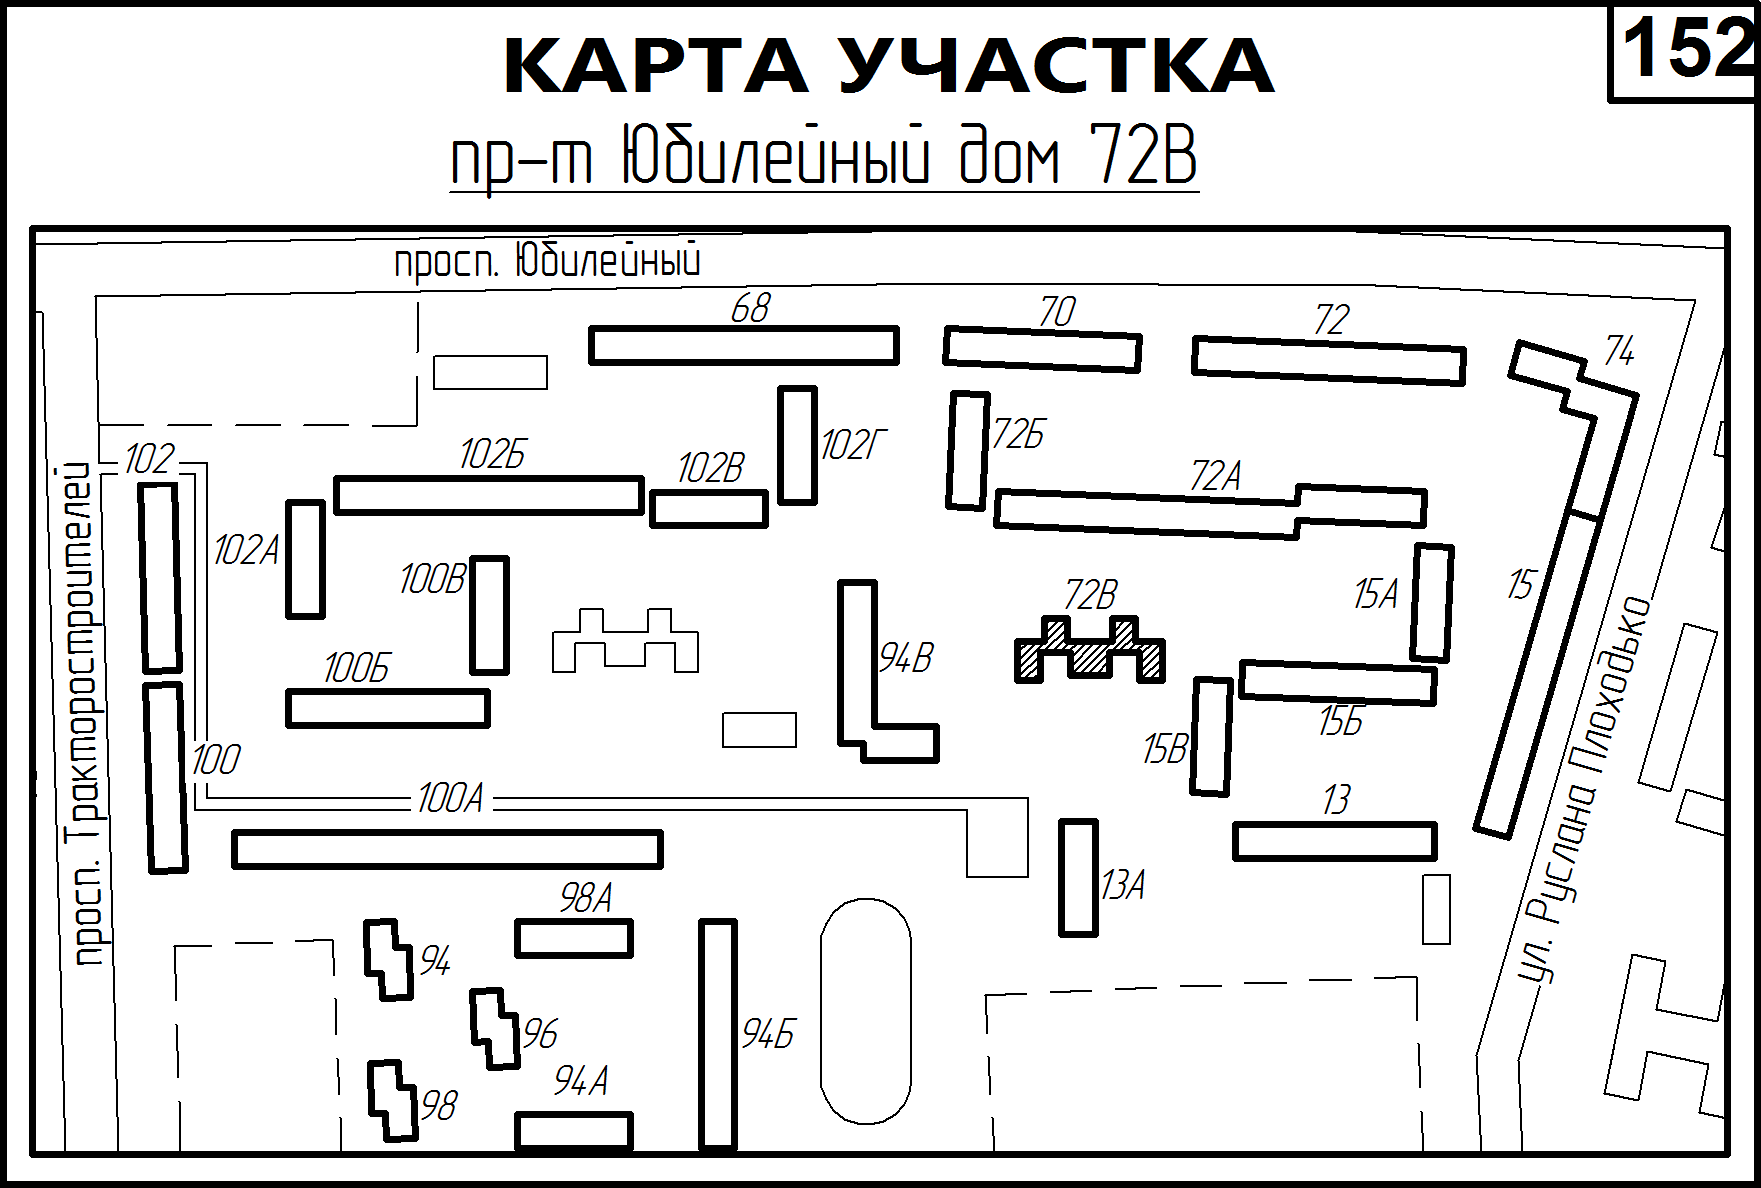 152
КАРТА УЧАСТКА
пр-т Юбилейный дом 72В
просп. Юбилейный
68
70
72
74
102
102Б
102В
102Г
72Б
72А
102А
100В
15А
15
72В
94В
100Б
15Б
15В
100
100А
13
13А
98А
94
96
94Б
94А
98
просп. Тракторостроителей
ул. Руслана Плоходько